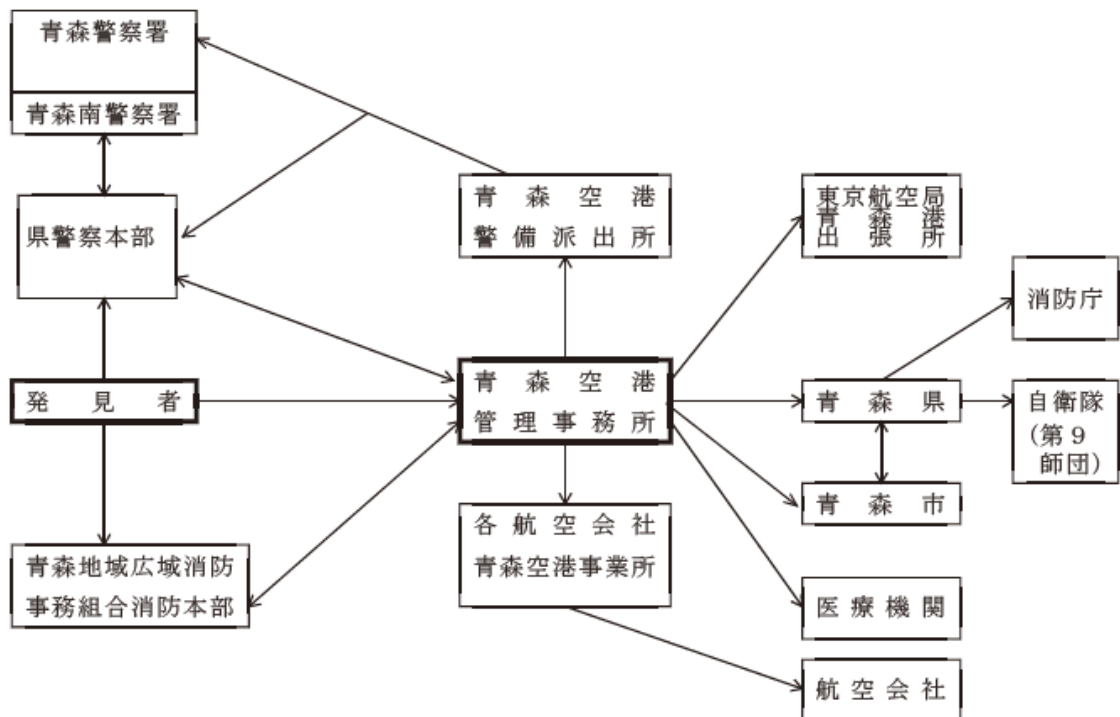 青森警察署
青森南警察署
県警察本部
発見者
青森地域広域消防
事務組合消防本部
青森空港
警備派出所
青森空港
管理事務所
各航空会社
青森空港事業所
東京航空局
青森港
出張所
青森県
青森市
医療機関
航空会社
消防庁
自衛隊
(第9
師団)